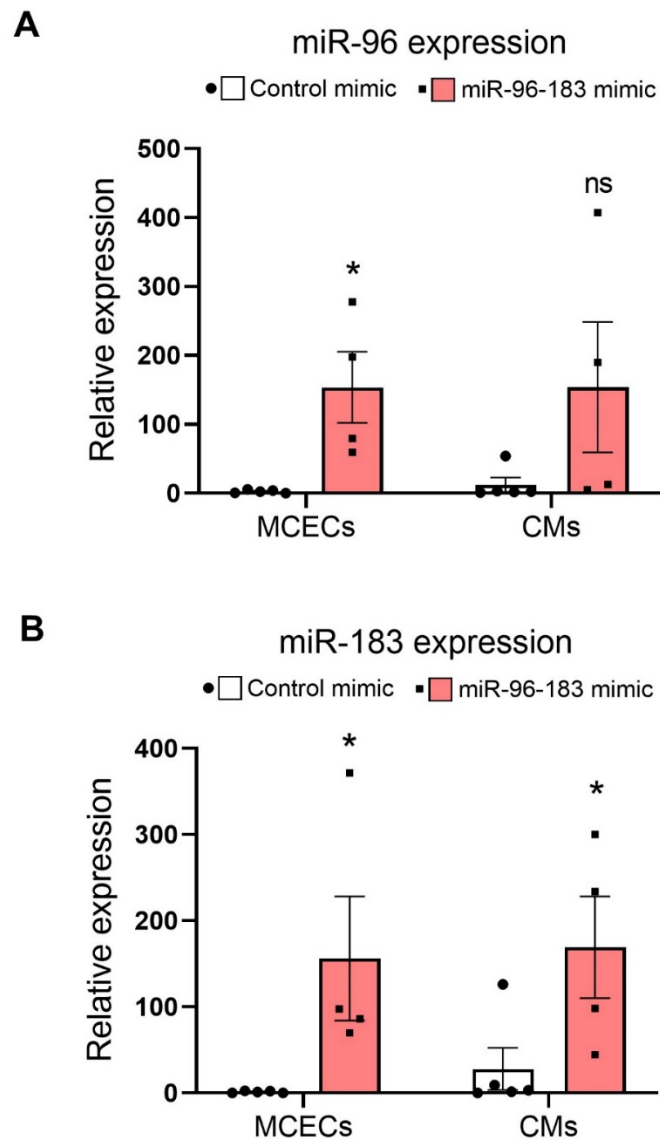 A
miR-96 expression
Control mimic miR-96-183 mimic
Relative expression
500
400
300
200
100
0
*
ns
MCECs CMs
B
miR-183 expression
Control mimic miR-96-183 mimic
Relative expression
400
300
200
100
0
*
*
MCECs CMs